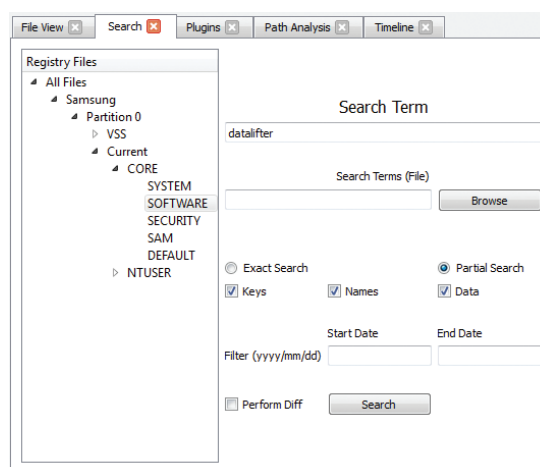 File View Search Plugins Path Analysis Timeline
Registry Files
All Files
Samsung
Partition 0
VSS
Current
CORE
SYSTEM
SOFTWARE
SECURITY
SAM
DEFAULT
NTUSER
Search Term
datalifter
Search Terms (File)
Browse
Exact Search Partial Search
Keys Names Data
Start Date End Date
Filter (yyyy/mm/dd)
Perform Diff Search